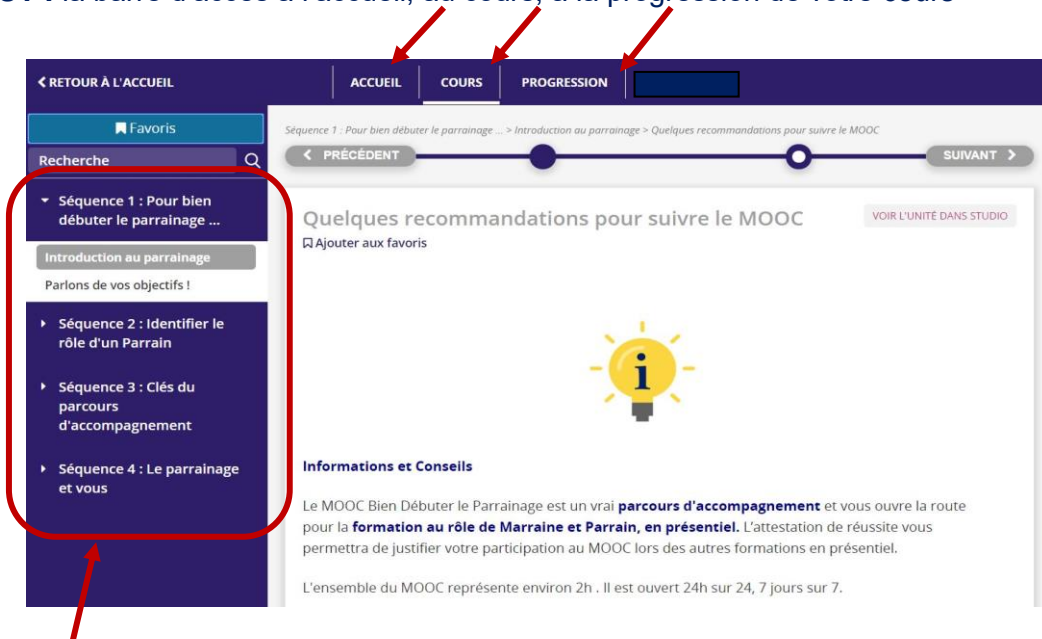 la barre d'accès à l'accueil, au cours, à la progression de votre cours
RETOUR À L'ACCUEIL
ACCUEIL
COURS
PROGRESSION
Favoris
Recherche
Séquence 1 : Pour bien
débuter le parrainage ...
Introduction au parrainage
Parlons de vos objectifs !
Séquence 2 : Identifier le
rôle d'un Parrain
Séquence 3 : Clés du
parcours
d'accompagnement
Séquence 4 : Le parrainage
et vous
Séquence 1 : Pour bien débuter le parrainage ... > Introduction au parrainage > Quelques recommandations pour suivre le MOOC
PRÉCÉDENT
SUIVANT
Quelques recommandations pour suivre le MOOC
VOIR L'UNITÉ DANS STUDIO
Ajouter aux favoris
i
Informations et Conseils
Le MOOC Bien Débuter le Parrainage est un vrai parcours d'accompagnement et vous ouvre la route
pour la formation au rôle de Marraine et Parrain, en présentiel. L'attestation de réussite vous
permettra de justifier votre participation au MOOC lors des autres formations en présentiel.
L'ensemble du MOOC représente environ 2h . Il est ouvert 24h sur 24, 7 jours sur 7.